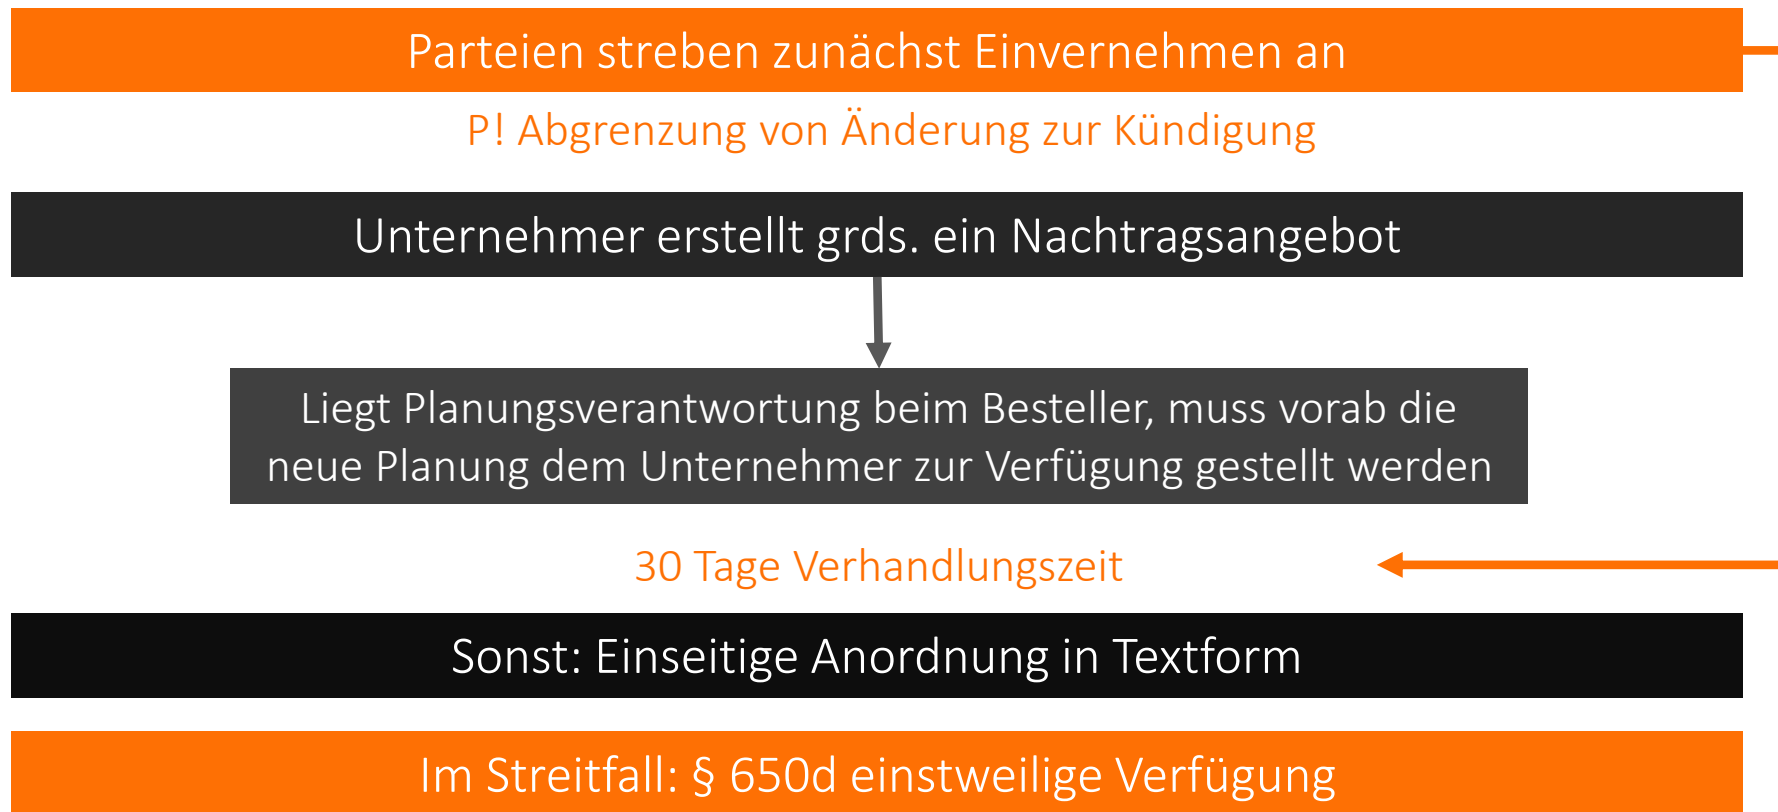 Parteien streben zunächst Einvernehmen an
P! Abgrenzung von Änderung zur Kündigung
Unternehmer erstellt grds. ein Nachtragsangebot
Liegt Planungsverantwortung beim Besteller, muss vorab die
neue Planung dem Unternehmer zur Verfügung gestellt werden
30 Tage Verhandlungszeit
Sonst: Einseitige Anordnung in Textform
Im Streitfall: § 650d einstweilige Verfügung